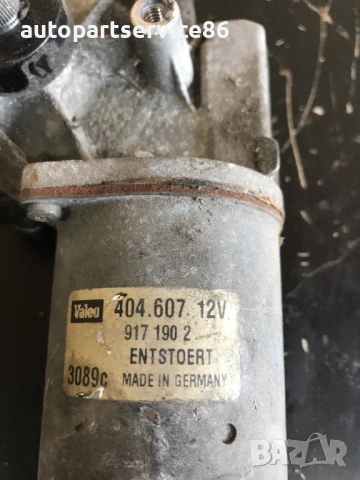 autopartservice86
Valeo 404.607 12V
917 190 2
ENTSTOERT
3089c MADE IN GERMANY
BAZAR